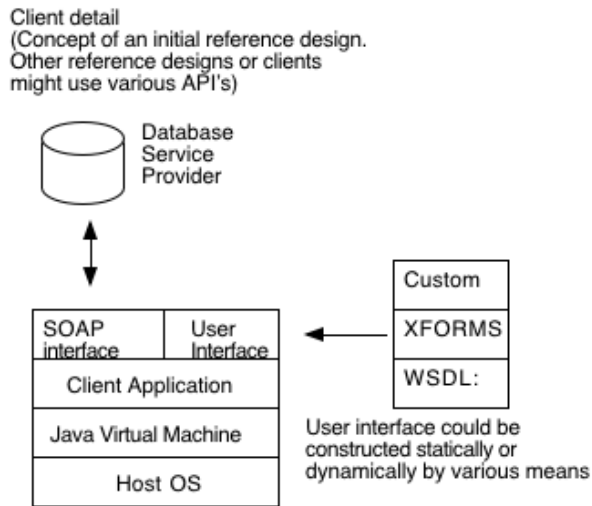 Client detail
(Concept of an initial reference design.
Other reference designs or clients
might use various API's)
Database
Service
Provider
SOAP
interface
User
Interface
Client Application
Java Virtual Machine
Host OS
Custom
XFORMS
WSDL:
User interface could be
constructed statically or
dynamically by various means